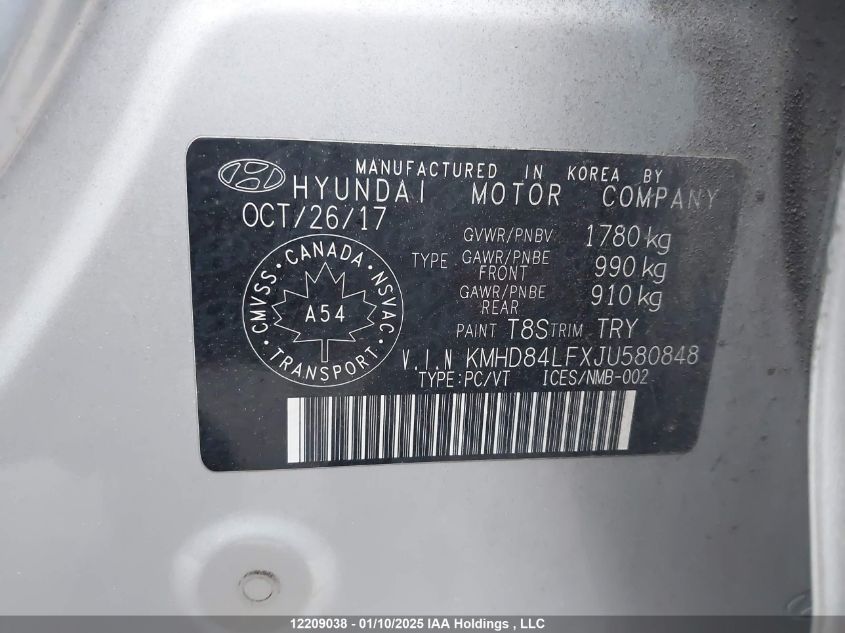 MANUFACTURED IN KOREA BY
HYUNDAI MOTOR COMPANY
OCT/26/17
GVWR/PNBV 1780 kg
TYPE GAWR/PNBE FRONT 990 kg
GAWR/PNBE REAR 910 kg
PAINT T8S TRIM TRY
CMVSS • CANADA • NSVAC • TRANSPORT •
A54
V.I.N KMHD84LFXJU580848
TYPE:PC/VT ICES/NMB-002
12209038 - 01/10/2025 IAA Holdings , LLC